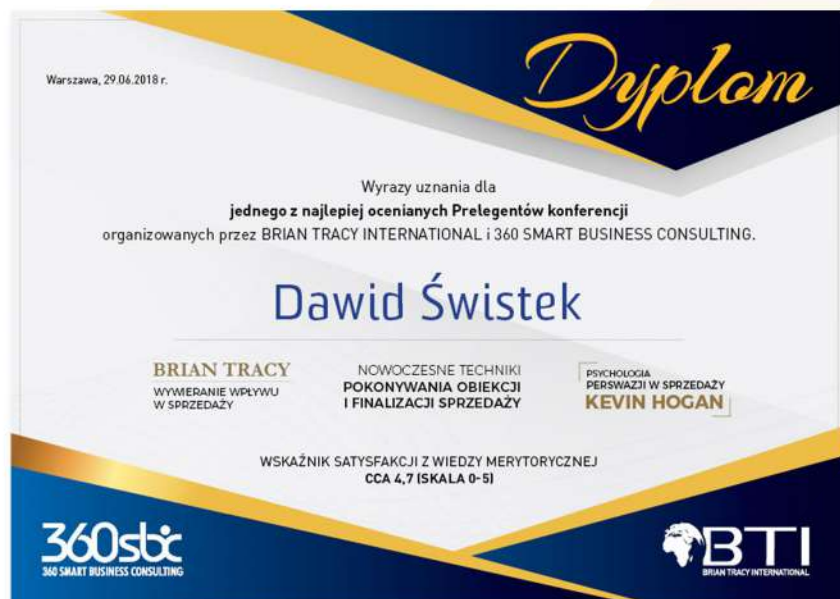 Warszawa, 29.06.2018 r.
Dyplom
Wyrazy uznania dla
jednego z najlepiej ocenianych Prelegentów konferencji
organizowanych przez BRIAN TRACY INTERNATIONAL i 360 SMART BUSINESS CONSULTING.
Dawid Świstek
BRIAN TRACY
WYWIERANIE WPŁYWU
W SPRZEDAŻY
NOWOCZESNE TECHNIKI
POKONYWANIA OBIEKCJI
I FINALIZACJI SPRZEDAŻY
PSYCHOLOGIA
PERSWAZJI W SPRZEDAŻY
KEVIN HOGAN
WSKAŹNIK SATYSFAKCJI Z WIEDZY MERYTORYCZNEJ
CCA 4,7 (SKALA 0-5)
360sbc
360 SMART BUSINESS CONSULTING
BTI
BRIAN TRACY INTERNATIONAL